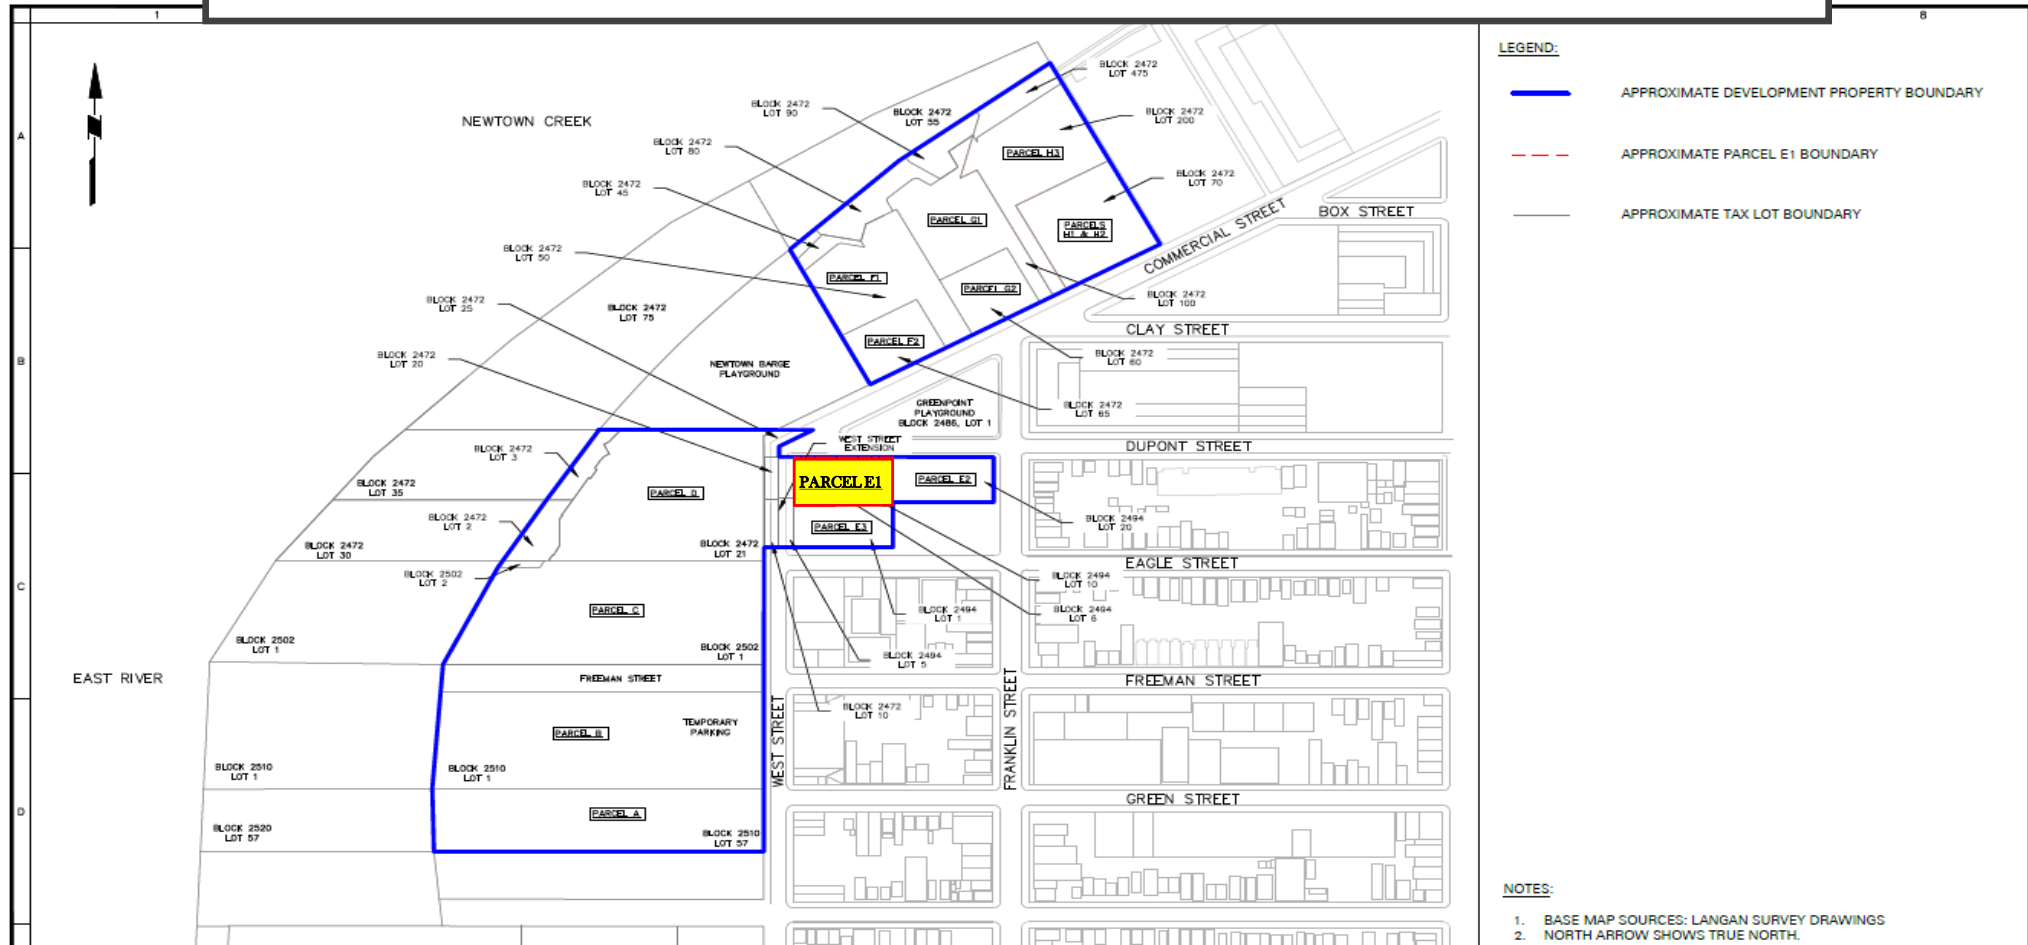 1
8
LEGEND:
APPROXIMATE DEVELOPMENT PROPERTY BOUNDARY
APPROXIMATE PARCEL E1 BOUNDARY
APPROXIMATE TAX LOT BOUNDARY
A
B
C
D
N
NEWTOWN CREEK
EAST RIVER
BLOCK 2472
LOT 475
BLOCK 2472
LOT 90
BLOCK 2472
LOT 55
BLOCK 2472
LOT 200
BLOCK 2472
LOT 80
PARCEL H3
BLOCK 2472
LOT 45
BLOCK 2472
LOT 70
PARCEL G1
PARCELS
H1 & H2
COMMERCIAL STREET
BOX STREET
BLOCK 2472
LOT 50
PARCEL F1
PARCEL G2
BLOCK 2472
LOT 100
BLOCK 2472
LOT 25
BLOCK 2472
LOT 75
CLAY STREET
PARCEL F2
BLOCK 2472
LOT 20
NEWTOWN BARGE
PLAYGROUND
BLOCK 2472
LOT 60
GREENPOINT
PLAYGROUND
BLOCK 2486, LOT 1
BLOCK 2472
LOT 65
WEST STREET
EXTENSION
DUPONT STREET
BLOCK 2472
LOT 3
BLOCK 2472
LOT 35
PARCEL D
PARCEL E1
PARCEL E2
BLOCK 2472
LOT 2
PARCEL E3
BLOCK 2494
LOT 20
BLOCK 2472
LOT 30
BLOCK 2472
LOT 21
EAGLE STREET
BLOCK 2502
LOT 2
BLOCK 2494
LOT 10
PARCEL C
BLOCK 2494
LOT 1
BLOCK 2494
LOT 6
BLOCK 2502
LOT 1
BLOCK 2502
LOT 1
BLOCK 2494
LOT 5
FREEMAN STREET
FREEMAN STREET
BLOCK 2472
LOT 10
TEMPORARY
PARKING
PARCEL B
WEST STREET
FRANKLIN STREET
BLOCK 2510
LOT 1
BLOCK 2510
LOT 1
GREEN STREET
PARCEL A
BLOCK 2520
LOT 57
BLOCK 2510
LOT 57
NOTES:
1. BASE MAP SOURCES: LANGAN SURVEY DRAWINGS
2. NORTH ARROW SHOWS TRUE NORTH.